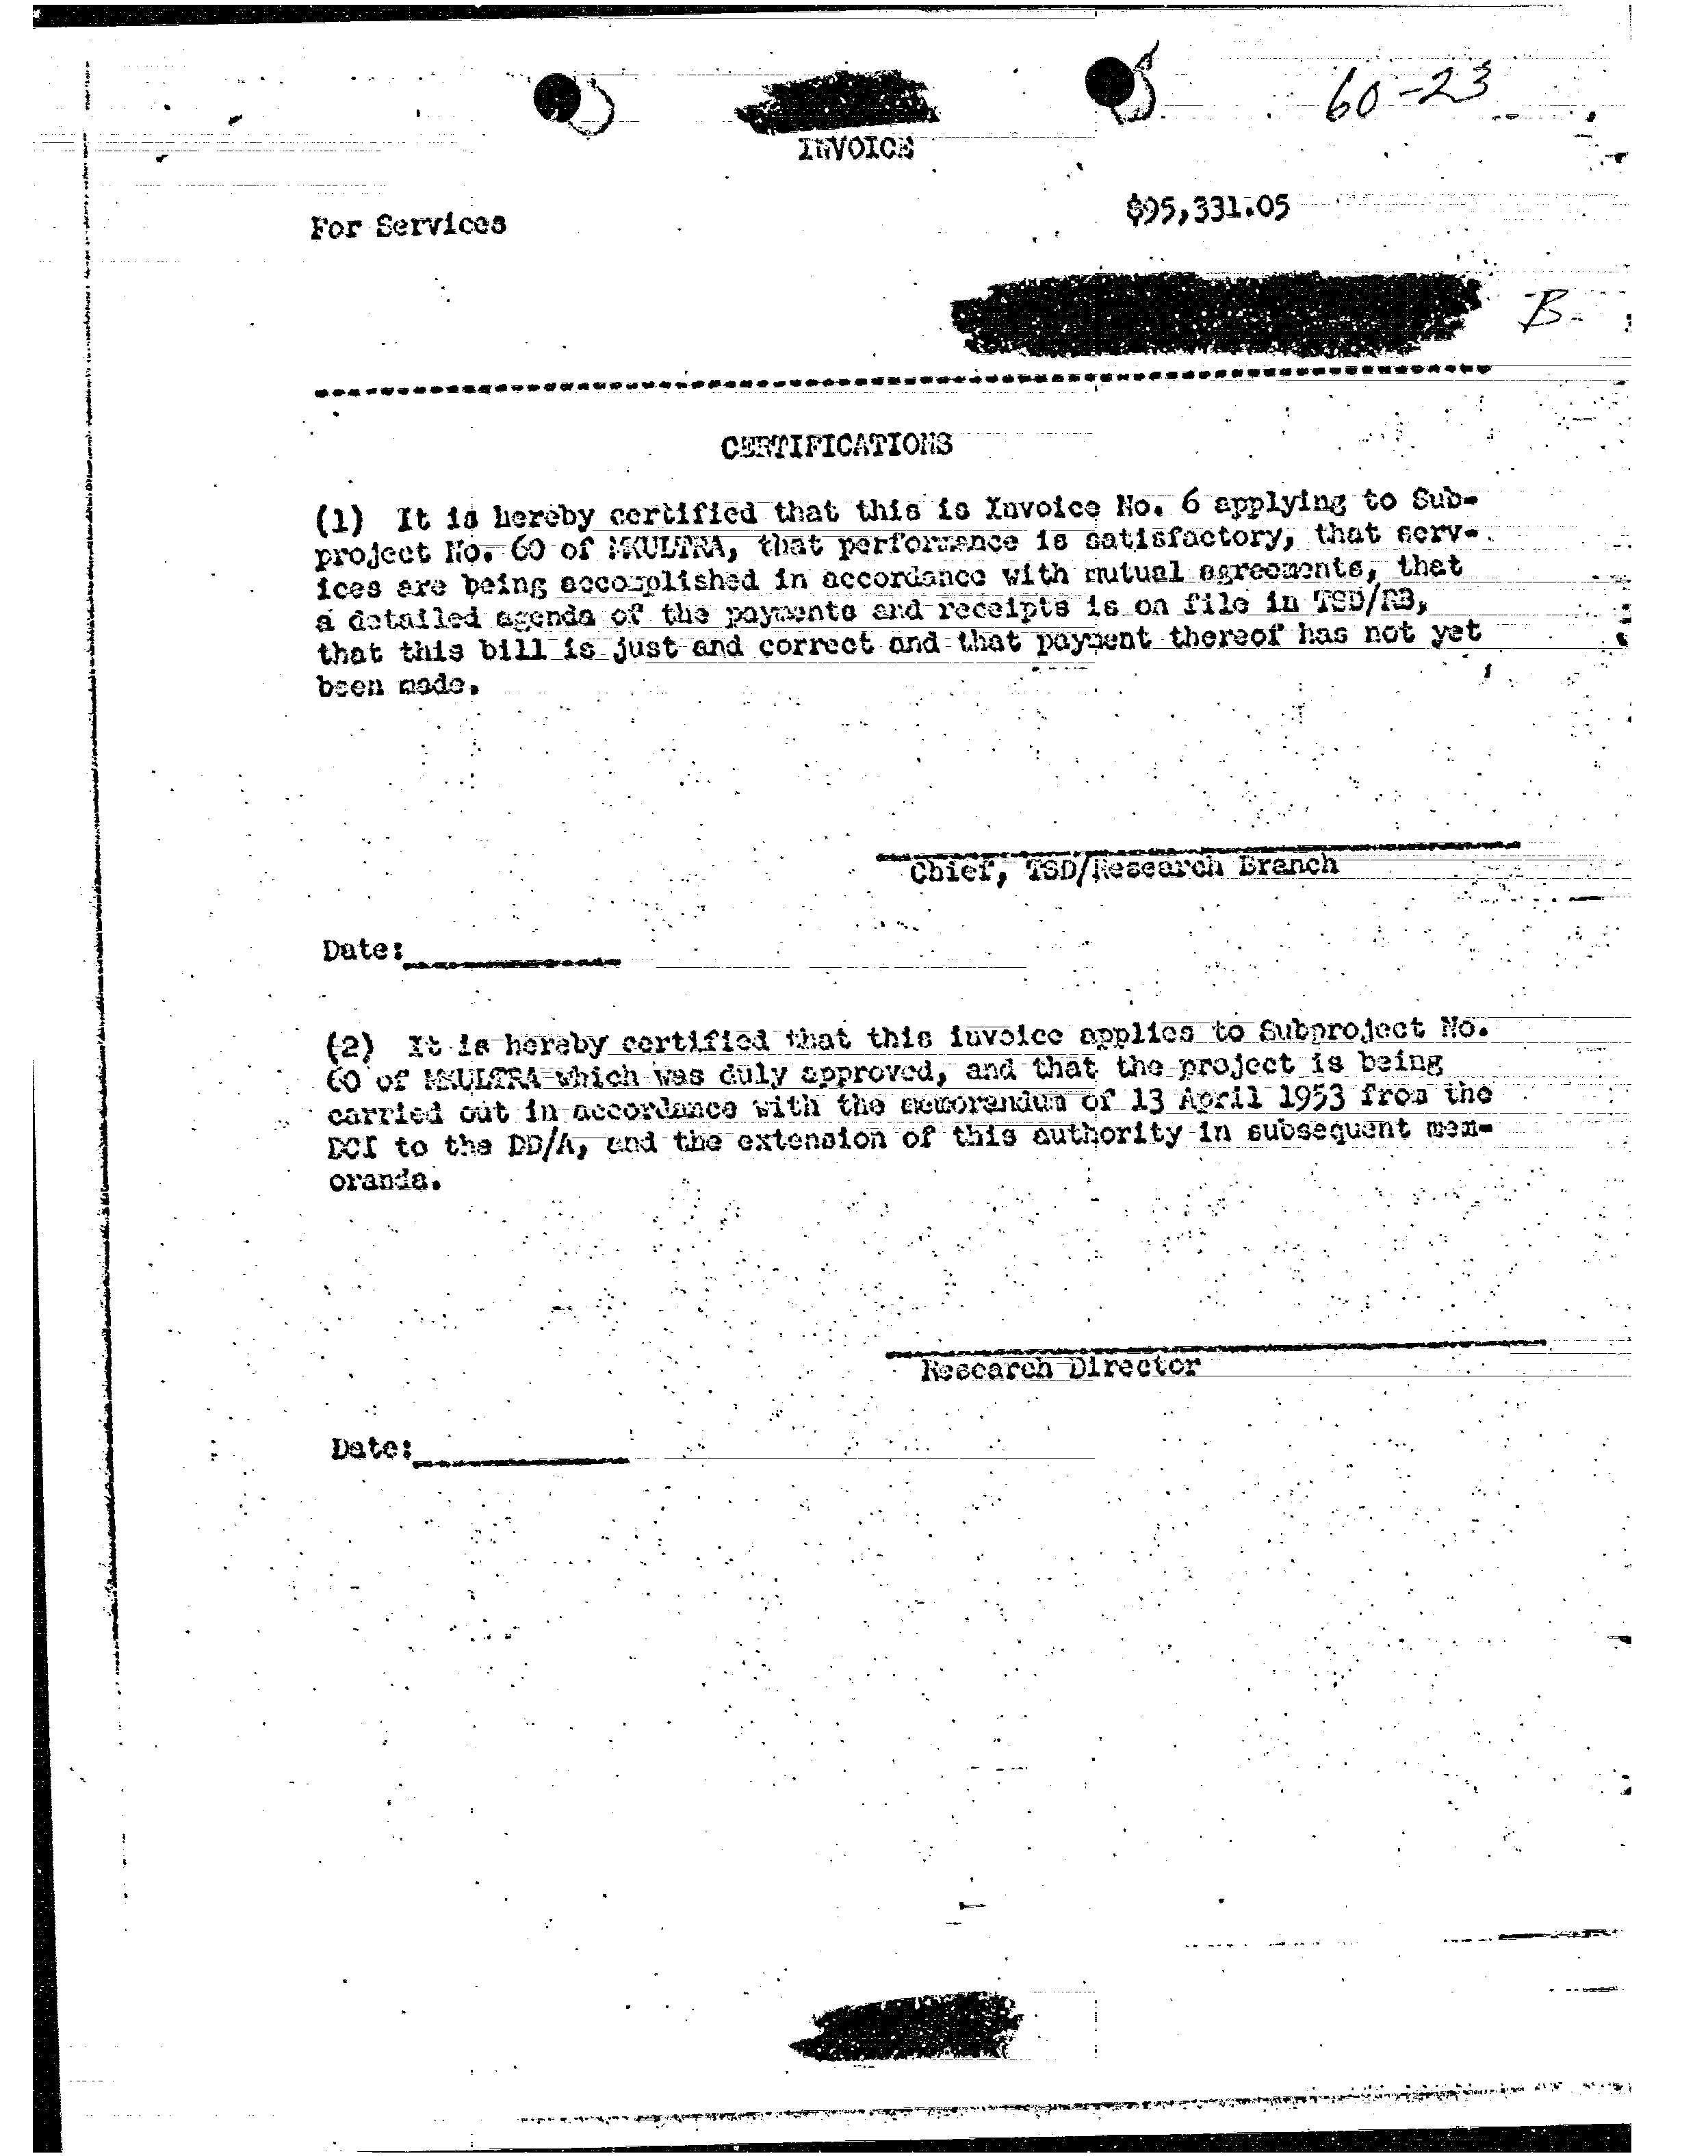 60-23
INVOICE
For Services
$95,331.05
B
CERTIFICATIONS
(1) It is hereby certified that this is Invoice No. 6 applying to Sub-
project No. 60 of MKULTRA, that performance is satisfactory, that serv-
ices are being accomplished in accordance with mutual agreements, that
a detailed agenda of the payments and receipts is on file in TSD/RB,
that this bill is just and correct and that payment thereof has not yet
been made.
Chief, TSD/Research Branch
Date:
(2) It is hereby certified that this invoice applies to Subproject No.
60 of MKULTRA which was duly approved, and that the project is being
carried out in accordance with the memorandum of 13 April 1953 from the
DCI to the DD/A, and the extension of this authority in subsequent mem-
oranda.
Research Director
Date: